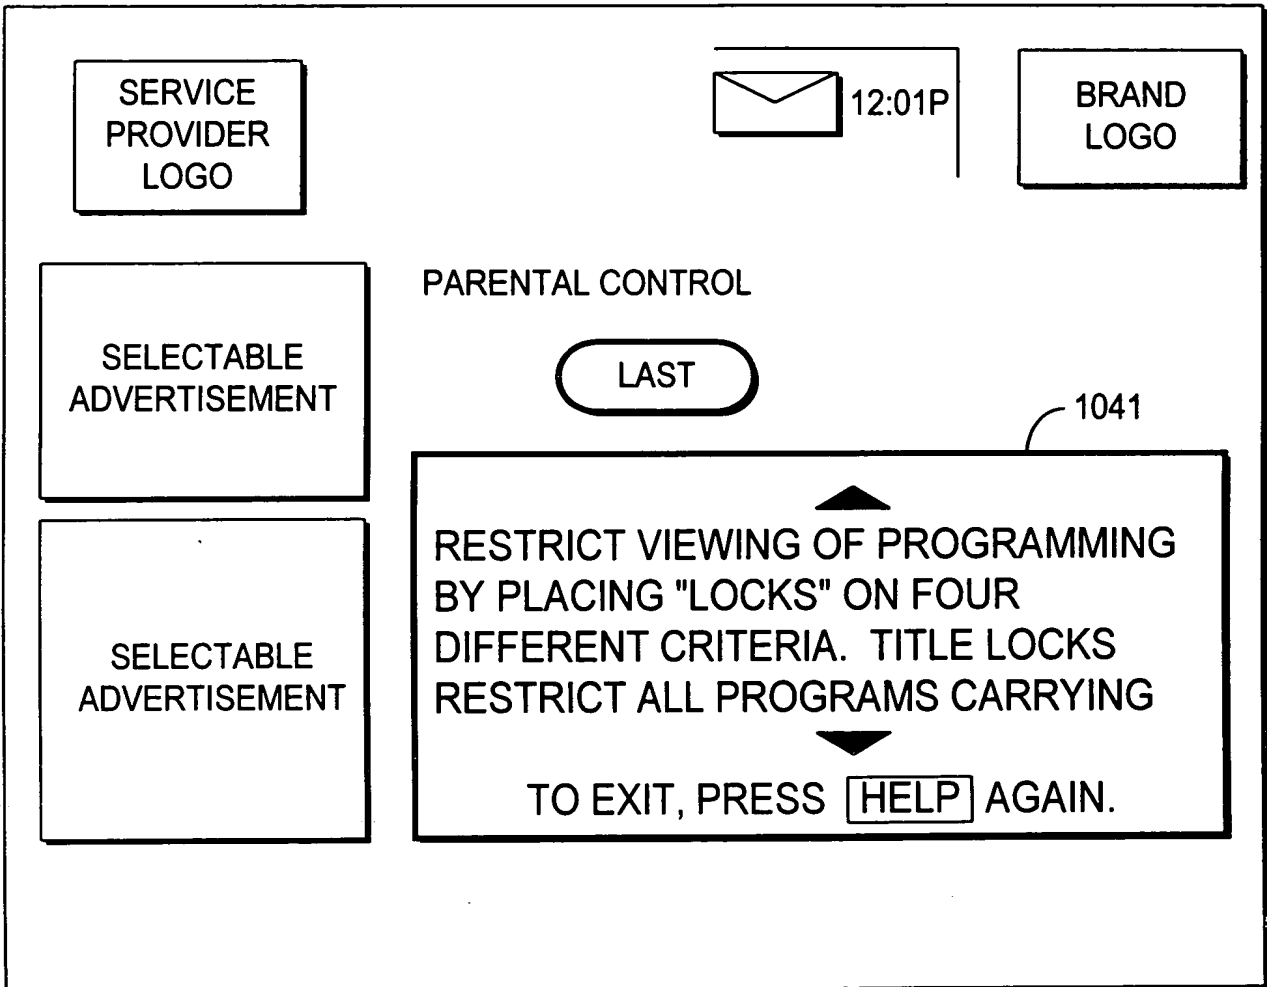 SERVICE
PROVIDER
LOGO
12:01P
BRAND
LOGO
SELECTABLE
ADVERTISEMENT
PARENTAL CONTROL
LAST
1041
RESTRICT VIEWING OF PROGRAMMING
BY PLACING "LOCKS" ON FOUR
DIFFERENT CRITERIA. TITLE LOCKS
RESTRICT ALL PROGRAMS CARRYING
TO EXIT, PRESS HELP AGAIN.
SELECTABLE
ADVERTISEMENT